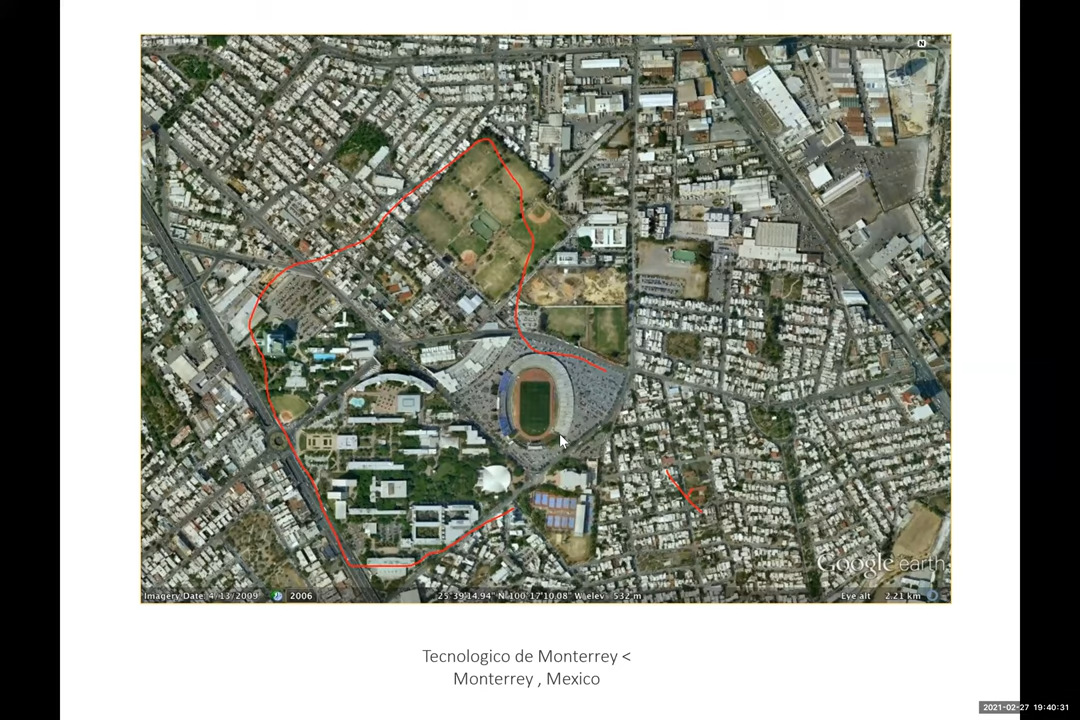 N
Google earth
Imagery Date: 4/13/2009 2006 25°39'14.94" N 100°17'10.08" W elev 532 m Eye alt 2.21 km
Tecnologico de Monterrey <
Monterrey , Mexico
2021-02-27 19:40:31